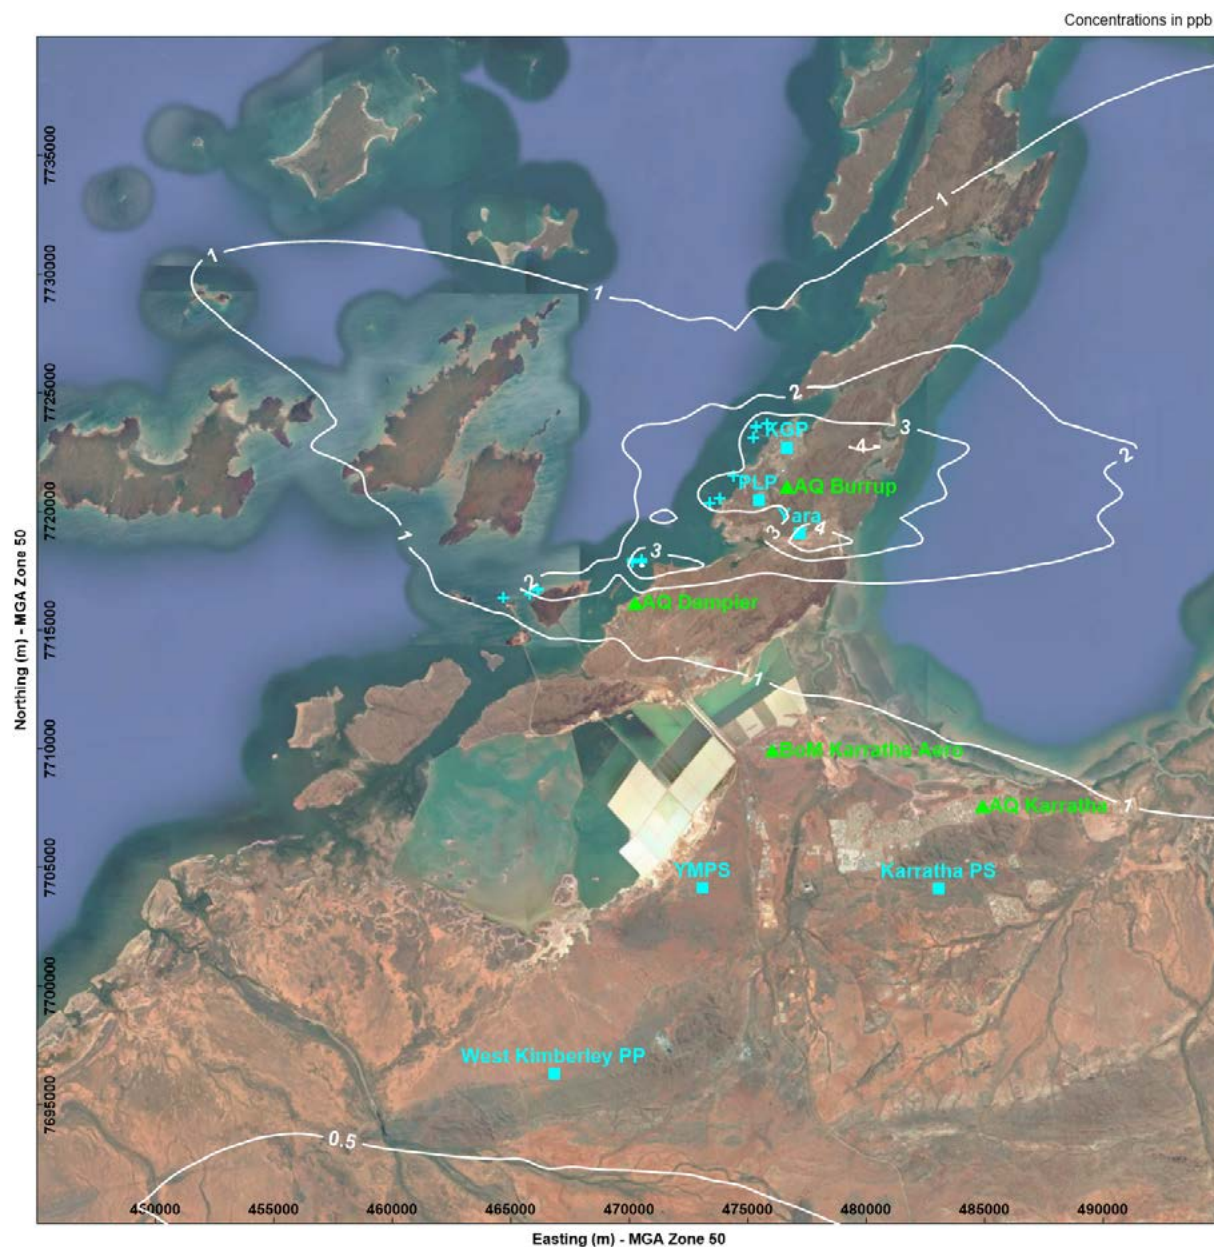 Concentrations in ppb
7735000
1
1
1
7730000
7725000
2
KGP
3
4
2
PLP
AQ Burrup
7720000
Yara
4
3
1
3
2
AQ Dampier
7715000
1
BoM Karratha Aero
7710000
AQ Karratha
1
7705000
YMPS
Karratha PS
7700000
West Kimberley PP
7695000
0.5
450000 455000 460000 465000 470000 475000 480000 485000 490000
Northing (m) - MGA Zone 50
Easting (m) - MGA Zone 50